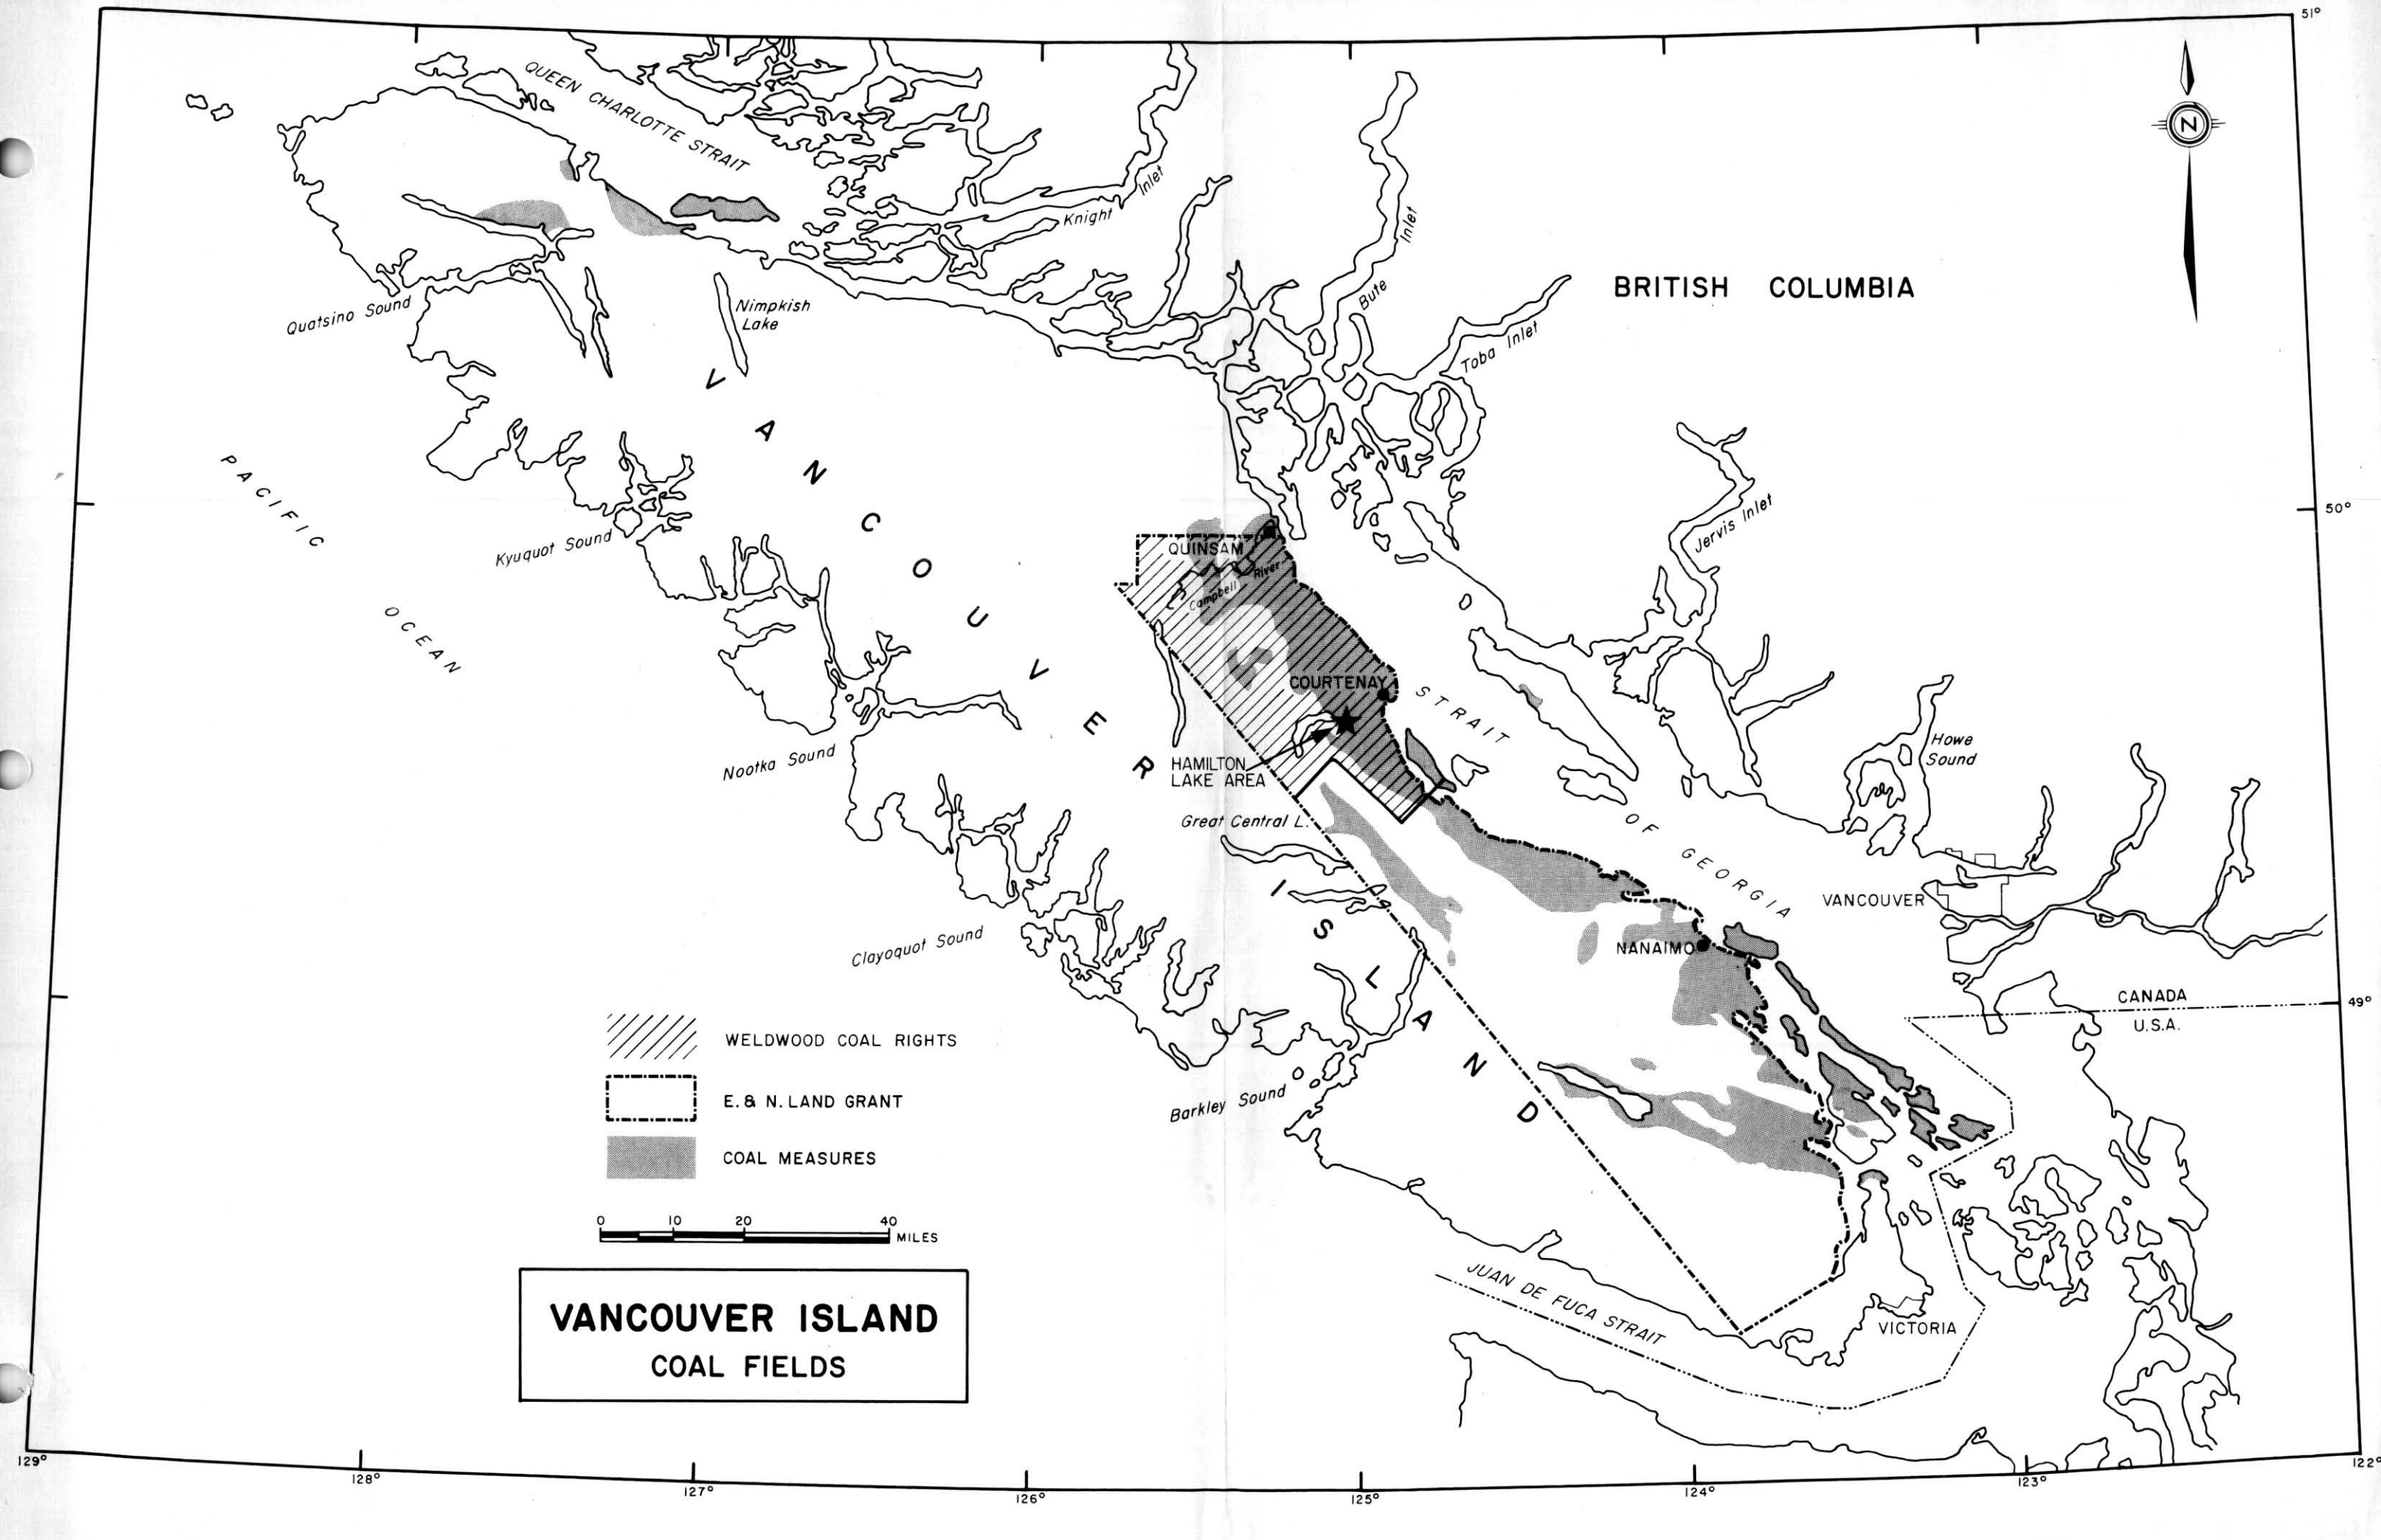 51°
N
QUEEN CHARLOTTE STRAIT
Knight Inlet
Bute Inlet
BRITISH COLUMBIA
Toba Inlet
Quatsino Sound
Nimpkish
Lake
VANCOUVER ISLAND
PACIFIC OCEAN
50°
Jervis Inlet
Kyuquot Sound
QUINSAM
Campbell River
COURTENAY
STRAIT OF GEORGIA
Nootka Sound
HAMILTON
LAKE AREA
Howe
Sound
Great Central L.
VANCOUVER
Clayoquot Sound
NANAIMO
CANADA
U.S.A.
49°
WELDWOOD COAL RIGHTS
E. & N. LAND GRANT
COAL MEASURES
Barkley Sound
0 10 20 40
MILES
JUAN DE FUCA STRAIT
VICTORIA
VANCOUVER ISLAND
COAL FIELDS
129°
128°
127°
126°
125°
124°
123°
122°